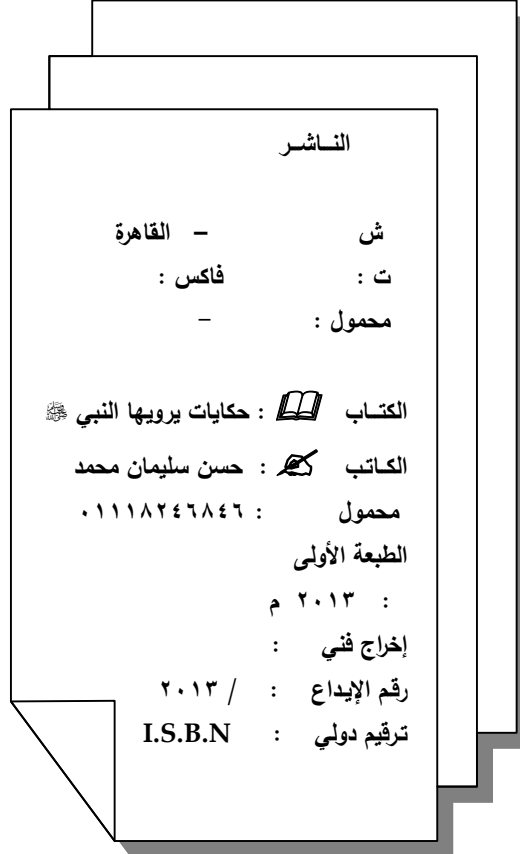 النــاشــر
ش – القاهرة
ت : فاكس :
محمول : –
الكتــاب : حكايات يرويها النبي ﷺ
الكـاتـب : حسن سليمان محمد
محمول : ٠١١١٨٢٤٦٨٤٦
الطبعة الأولى
: ٢٠١٣ م
إخراج فني :
رقم الإيداع : / ٢٠١٣
ترقيم دولي : I.S.B.N